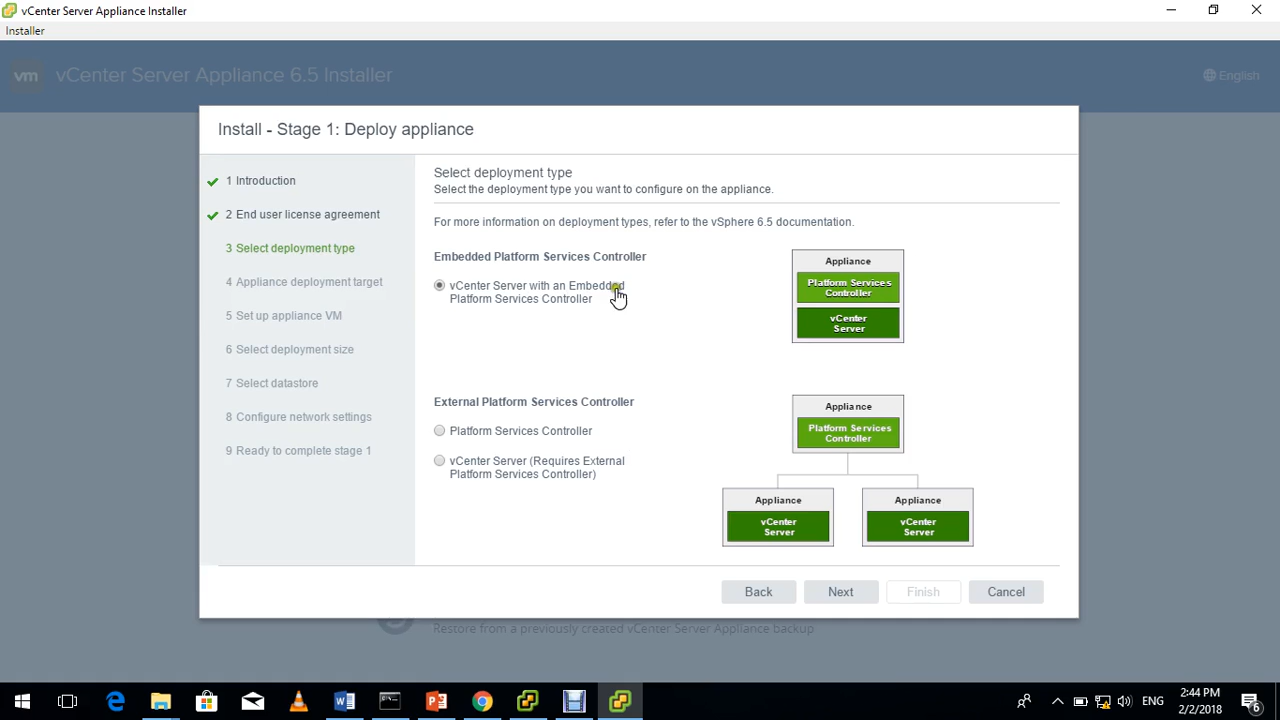 vCenter Server Appliance Installer
Installer
vm vCenter Server Appliance 6.5 Installer
English
Install - Stage 1: Deploy appliance
1 Introduction
2 End user license agreement
3 Select deployment type
4 Appliance deployment target
5 Set up appliance VM
6 Select deployment size
7 Select datastore
8 Configure network settings
9 Ready to complete stage 1
Select deployment type
Select the deployment type you want to configure on the appliance.
For more information on deployment types, refer to the vSphere 6.5 documentation.
Embedded Platform Services Controller
vCenter Server with an Embedded
Platform Services Controller
Appliance
Platform Services
Controller
vCenter
Server
External Platform Services Controller
Platform Services Controller
vCenter Server (Requires External
Platform Services Controller)
Appliance
Platform Services
Controller
Appliance
vCenter
Server
Appliance
vCenter
Server
Back
Next
Finish
Cancel
Restore from a previously created vCenter Server Appliance backup
ENG
2:44 PM
2/2/2018
6